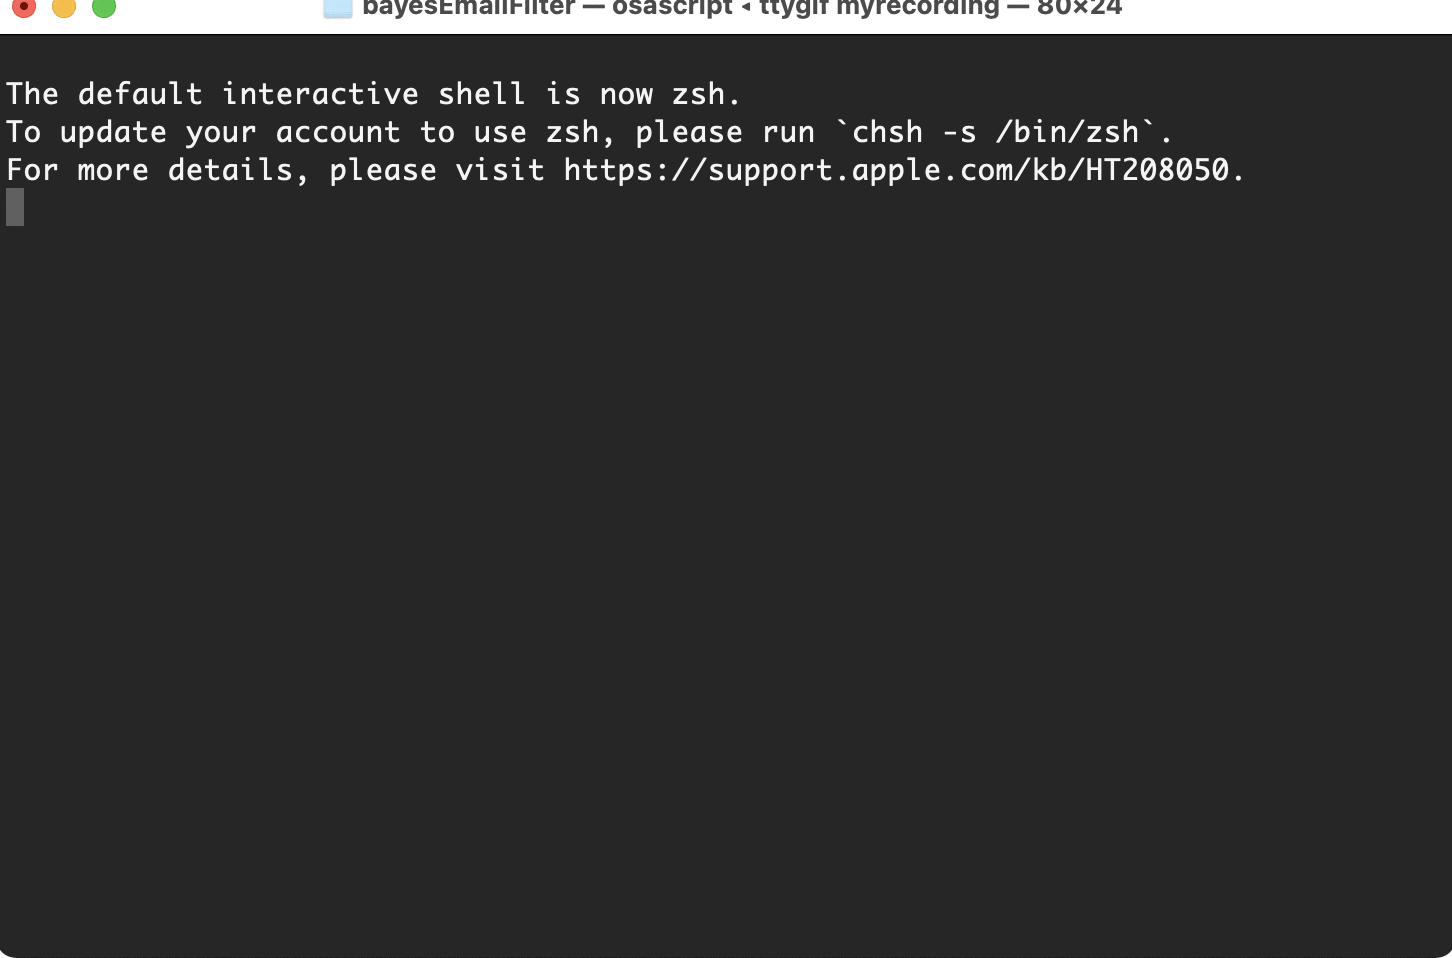 bayesEmailFilter — osascript ◂ ttygif myrecording — 80×24
The default interactive shell is now zsh.
To update your account to use zsh, please run `chsh -s /bin/zsh`.
For more details, please visit https://support.apple.com/kb/HT208050.